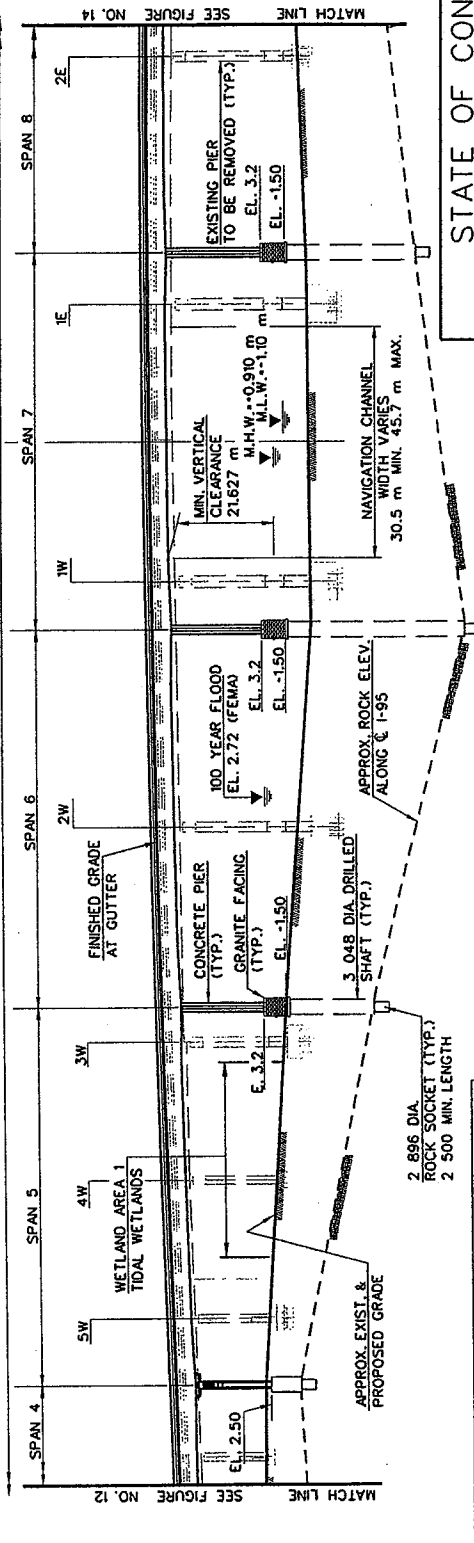 MATCH LINE
SEE FIGURE NO. 12
SPAN 4
SPAN 5
SPAN 6
SPAN 7
SPAN 8
MATCH LINE
SEE FIGURE NO. 14
5W
4W
3W
2W
1W
1E
2E
FINISHED GRADE
AT GUTTER
WETLAND AREA 1
TIDAL WETLANDS
CONCRETE PIER
(TYP.)
GRANITE FACING
(TYP.)
100 YEAR FLOOD
EL. 2.72 (FEMA)
MIN. VERTICAL
CLEARANCE
21.627 m
M.H.W.=0.910 m
M.L.W.=-1.10 m
EXISTING PIER
TO BE REMOVED (TYP.)
EL. 2.50
E. 3.2
EL. -1.50
EL. 3.2
EL. -1.50
EL. 3.2
EL. -1.50
APPROX. EXIST. &
PROPOSED GRADE
2 896 DIA.
ROCK SOCKET (TYP.)
2 500 MIN. LENGTH
3 048 DIA. DRILLED
SHAFT (TYP.)
APPROX. ROCK ELEV.
ALONG ℄ I-95
NAVIGATION CHANNEL
WIDTH VARIES
30.5 m MIN. 45.7 m MAX.
STATE OF CON